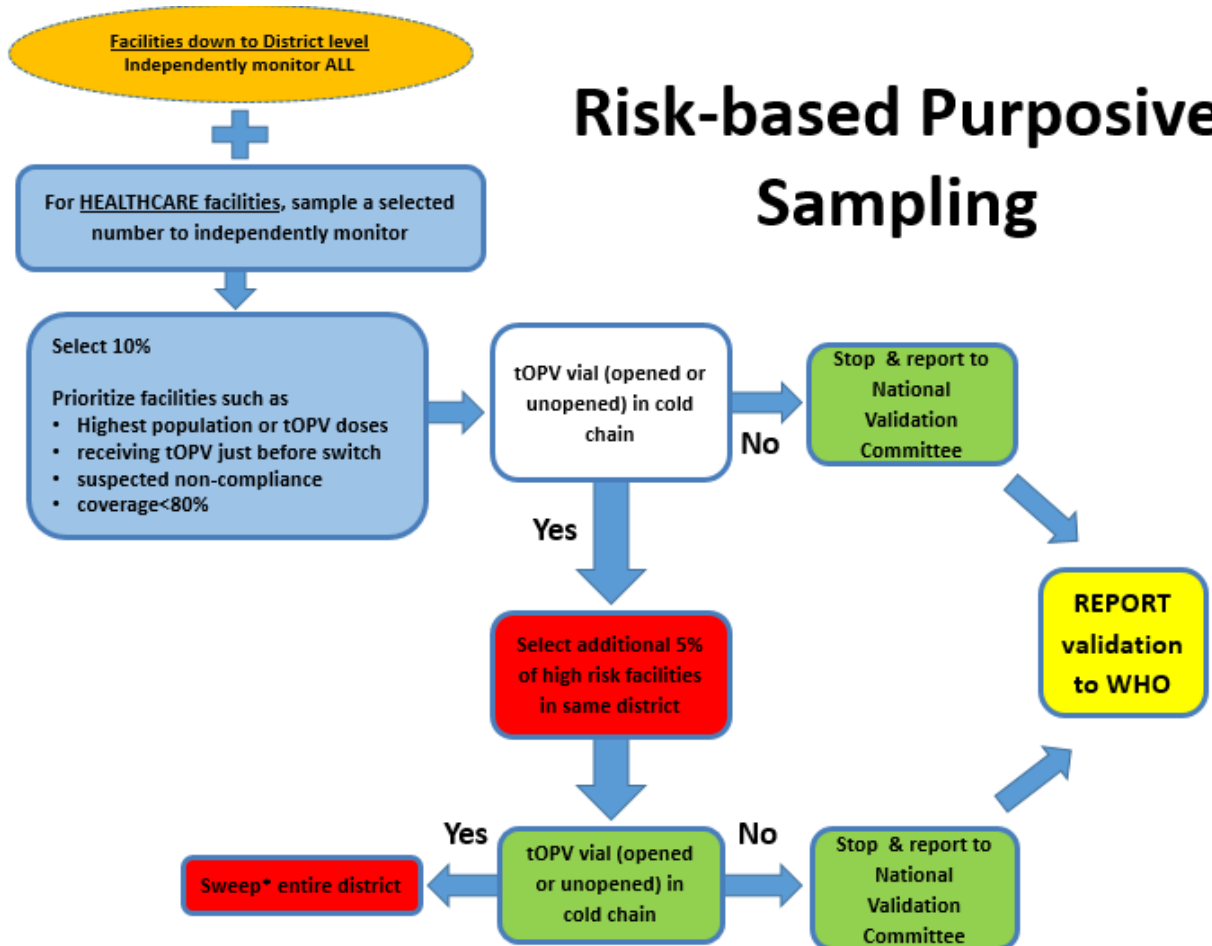 Facilities down to District level
Independently monitor ALL
Risk-based Purposive
Sampling
For HEALTHCARE facilities, sample a selected
number to independently monitor
Select 10%
Prioritize facilities such as
• Highest population or tOPV doses
• receiving tOPV just before switch
• suspected non-compliance
• coverage<80%
tOPV vial (opened or
unopened) in cold
chain
No
Stop & report to
National
Validation
Committee
Yes
Select additional 5%
of high risk facilities
in same district
REPORT
validation
to WHO
Yes
tOPV vial (opened
or unopened) in
cold chain
No
Stop & report to
National
Validation
Committee
Sweep* entire district